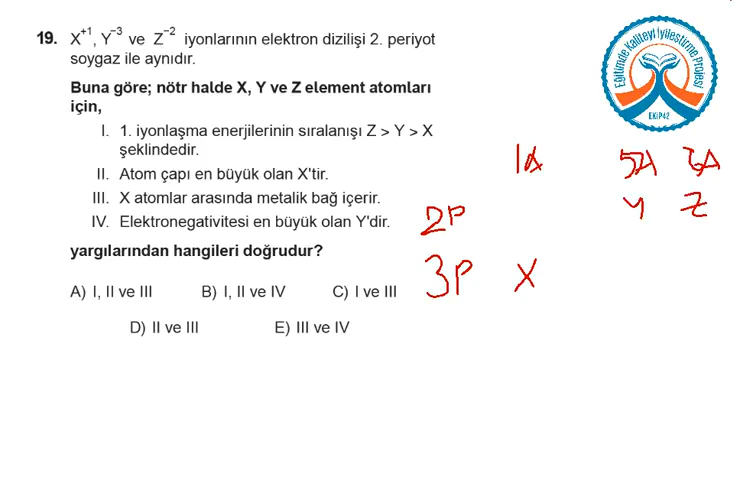 19. X⁺¹, Y⁻³ ve Z⁻² iyonlarının elektron dizilişi 2. periyot
soygaz ile aynıdır.
Buna göre; nötr halde X, Y ve Z element atomları
için,
I. 1. iyonlaşma enerjilerinin sıralanışı Z > Y > X
şeklindedir.
II. Atom çapı en büyük olan X'tir.
III. X atomlar arasında metalik bağ içerir.
IV. Elektronegativitesi en büyük olan Y'dir.
yargılarından hangileri doğrudur?
A) I, II ve III B) I, II ve IV C) I ve III
D) II ve III E) III ve IV
Eğitimde Kaliteyi İyileştirme Projesi
EKİP42
1A 5A 6A
2P Y Z
3P X